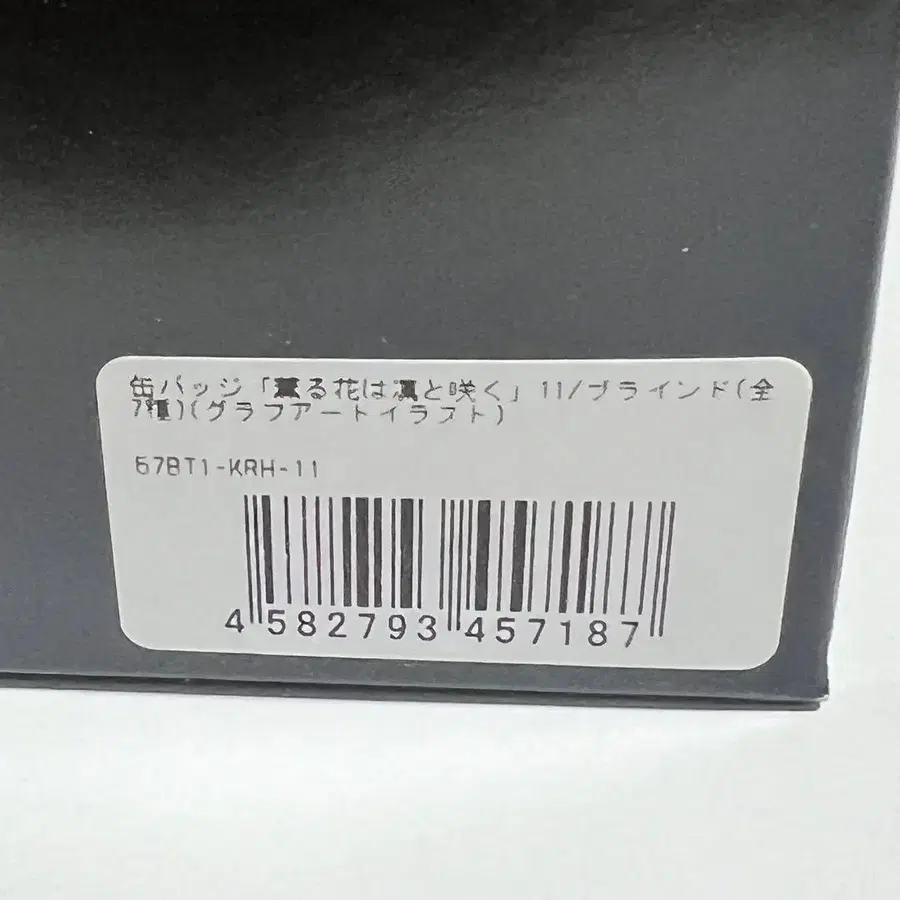 缶バッジ「薫る花は凛と咲く」11/ブラインド(全
7種)(グラフアートイラスト)
57BT1-KRH-11
4 582793 457187